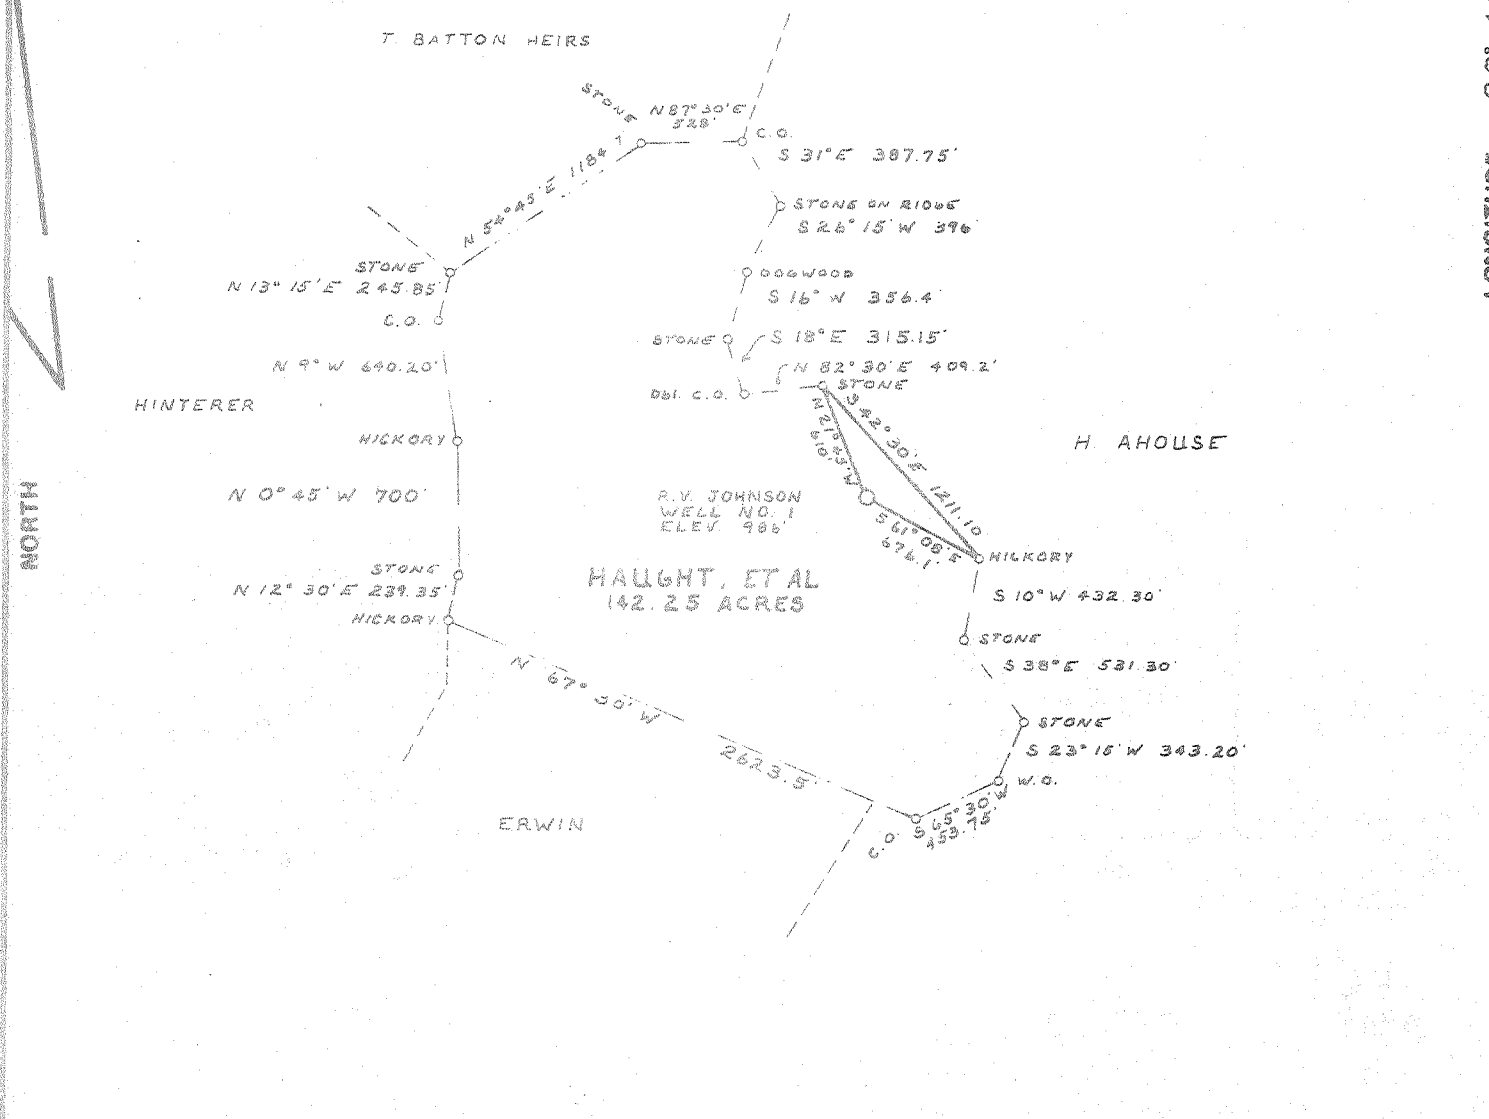 T. BATTON HEIRS
STONE
N 87° 30' E
528'
C.O.
S 31° E 387.75'
N 54° 45' E 1184
STONE ON RIDGE
S 26° 15' W 396'
STONE
DOGWOOD
N 13° 15' E 245.85'
S 16° W 356.4'
C.O.
STONE
S 18° E 315.15'
N 9° W 640.20'
N 82° 30' E 409.2'
STONE
Dbl. C.O.
HINTERER
S 42° 30' E 1211.10
N 21° 45' W
610'
HICKORY
H. AHOUSE
N 0° 45' W 700'
R.V. JOHNSON
WELL NO. 1
ELEV. 986'
NORTH
S 61° 08' E
676.1'
HICKORY
STONE
HAUGHT, ET AL
142.25 ACRES
N 12° 30' E 239.35'
S 10° W 432.30'
HICKORY
STONE
N 67° 30' W 2623.5'
S 38° E 531.30'
STONE
S 23° 15' W 343.20'
W.O.
S 65° 30' W
453.75'
C.O.
ERWIN